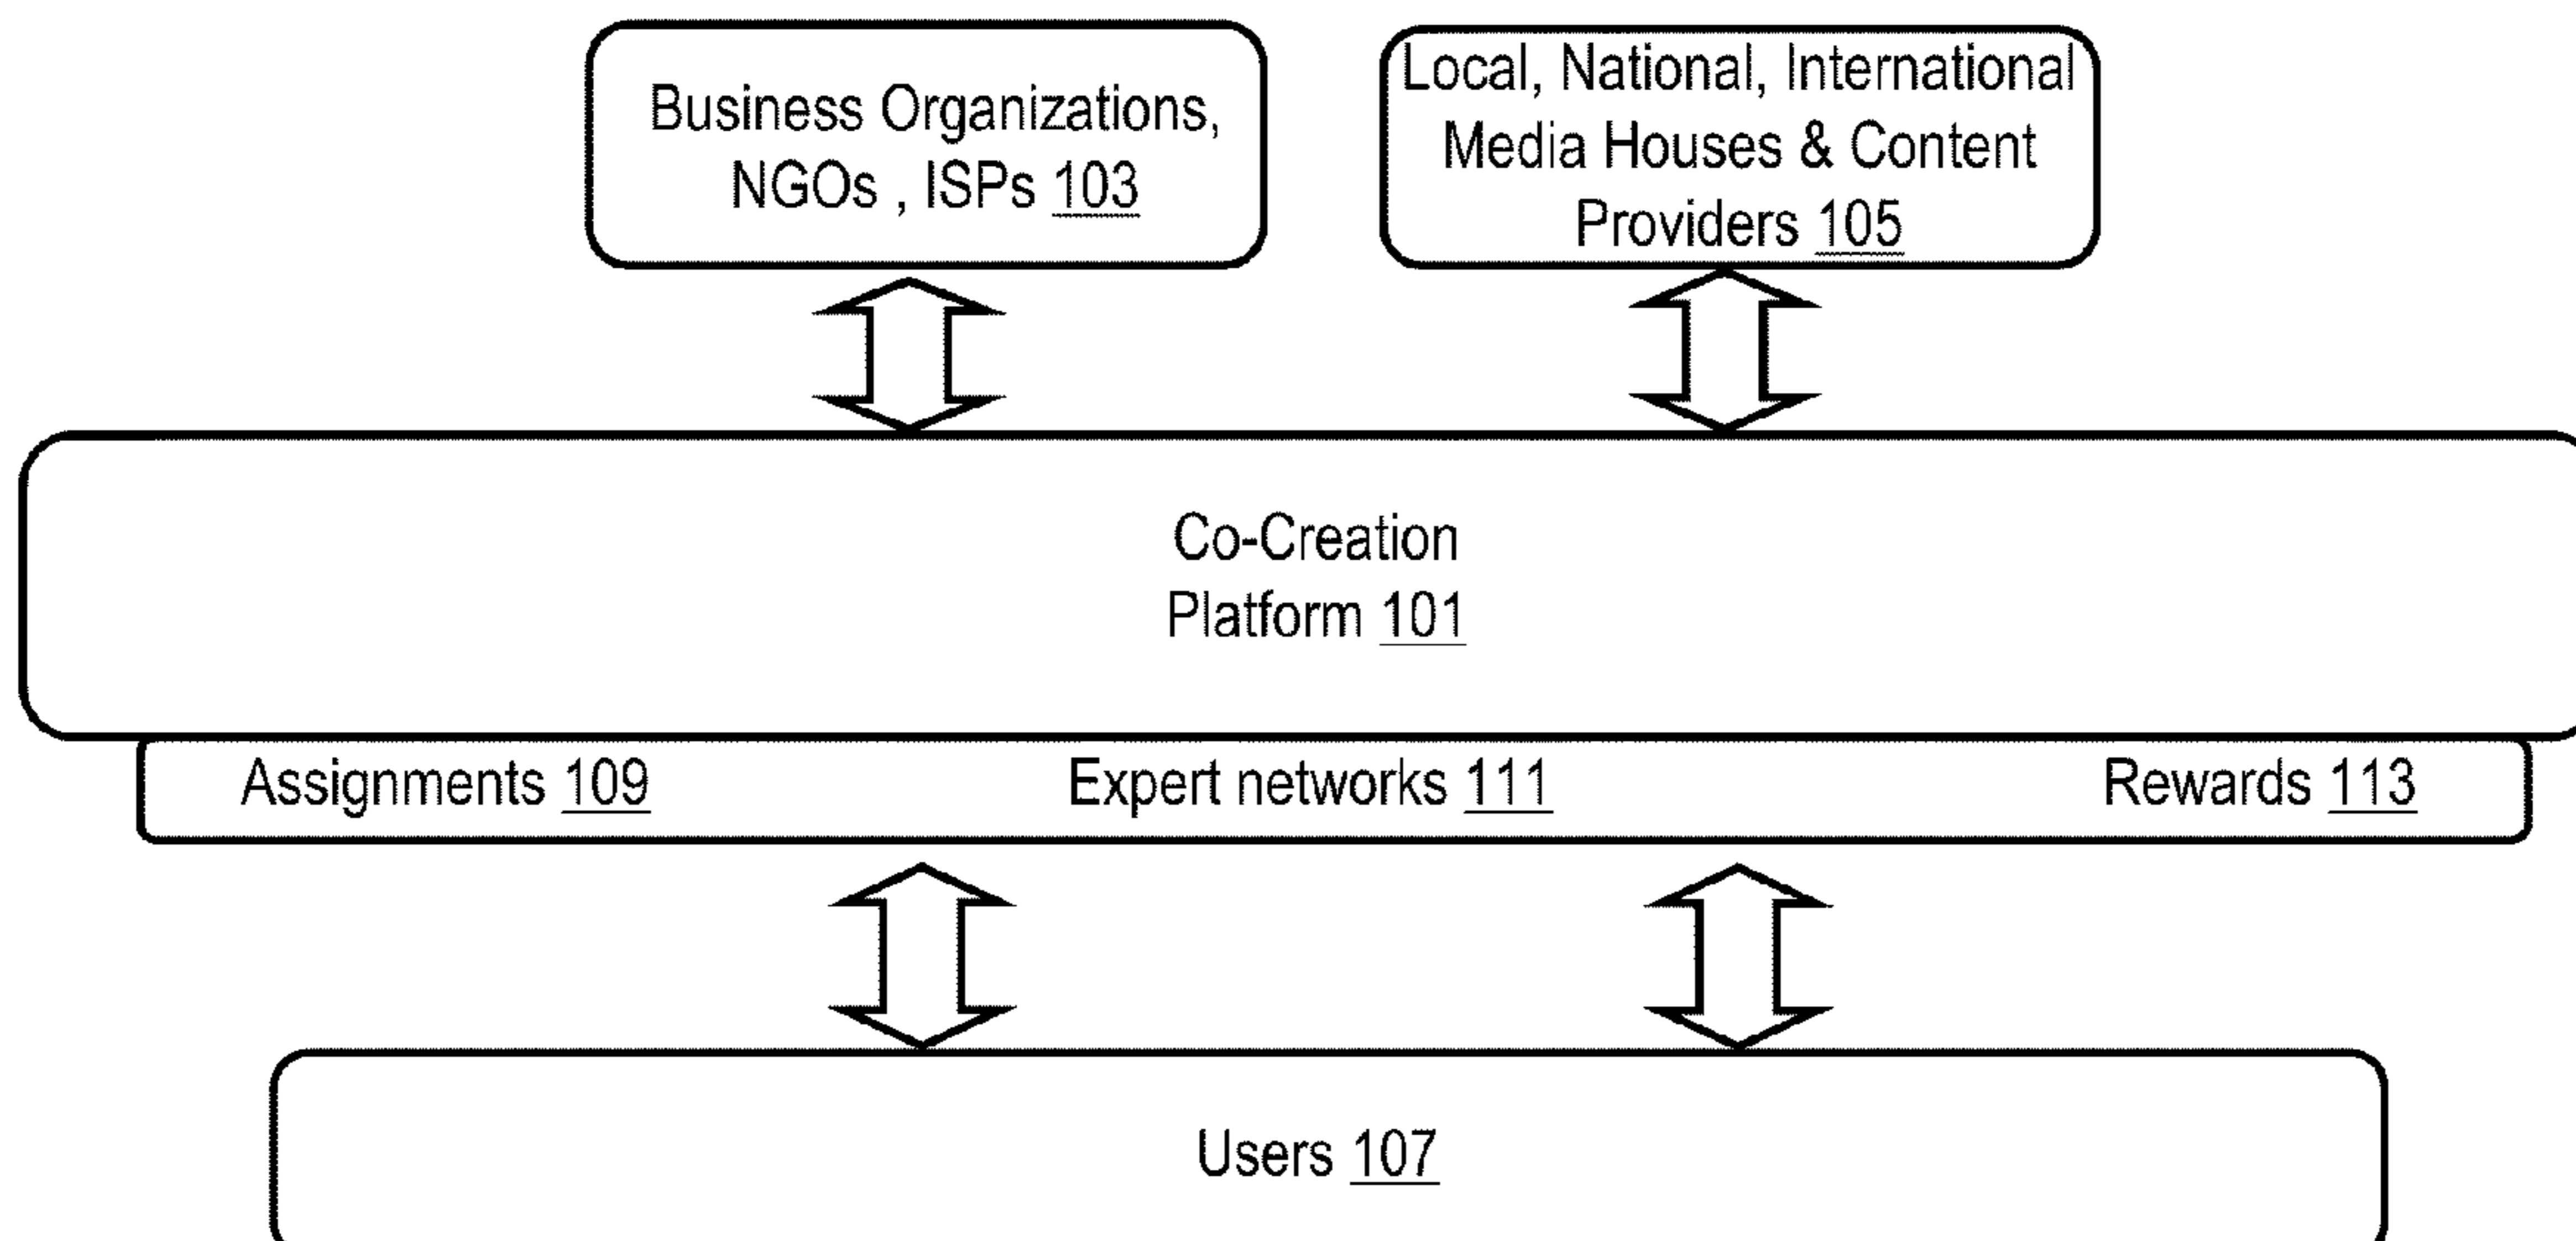 Business Organizations,
NGOs , ISPs 103
Local, National, International
Media Houses & Content
Providers 105
Co-Creation
Platform 101
Assignments 109
Expert networks 111
Rewards 113
Users 107